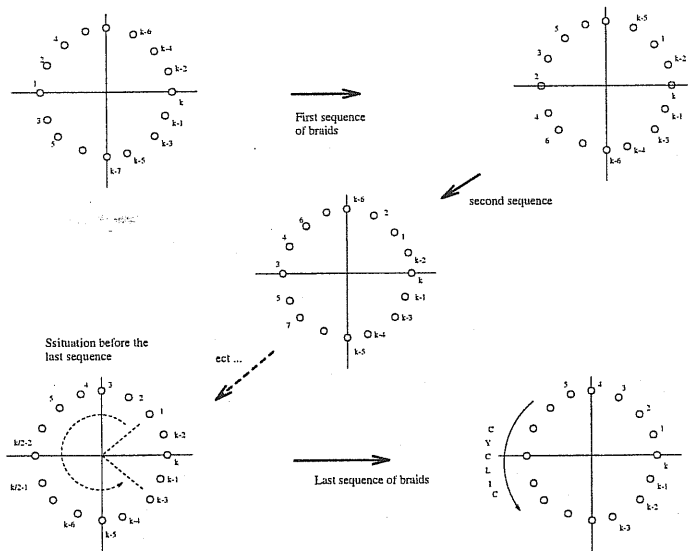 k-6
4
k-4
2
k-2
1
k
3
k-1
5
k-3
k-5
k-7
First sequence
of braids
k-5
5
1
3
k-2
2
k
4
k-1
6
k-3
k-4
k-6
second sequence
k-6
6
2
4
1
k-2
3
k
5
k-1
7
k-3
k-4
k-5
Ssituation before the
last sequence
ect ...
4
3
2
5
1
k/2-2
k-2
k
k/2-1
k-1
k-3
k-6
k-4
k-5
Last sequence of braids
5
4
3
2
1
k
k-1
k-2
k-3
CYCLIC